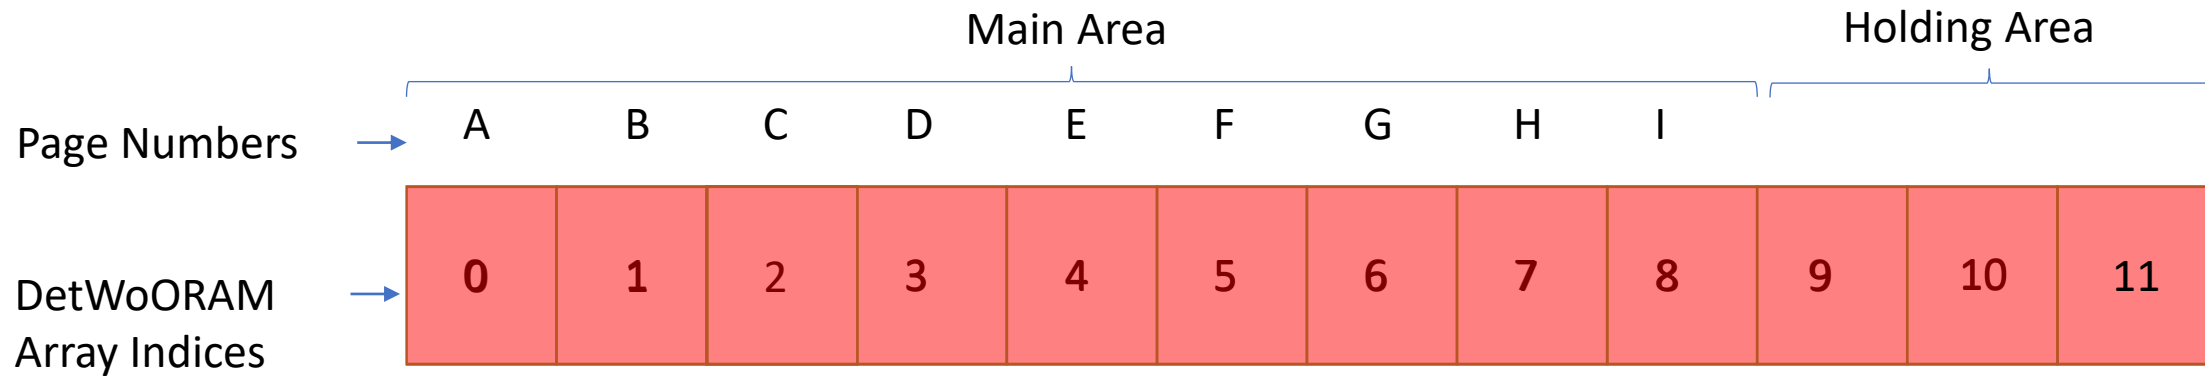 Main Area
Holding Area
Page Numbers
A B C D E F G H I
0 1 2 3 4 5 6 7 8 9 10 11
DetWoORAM
Array Indices